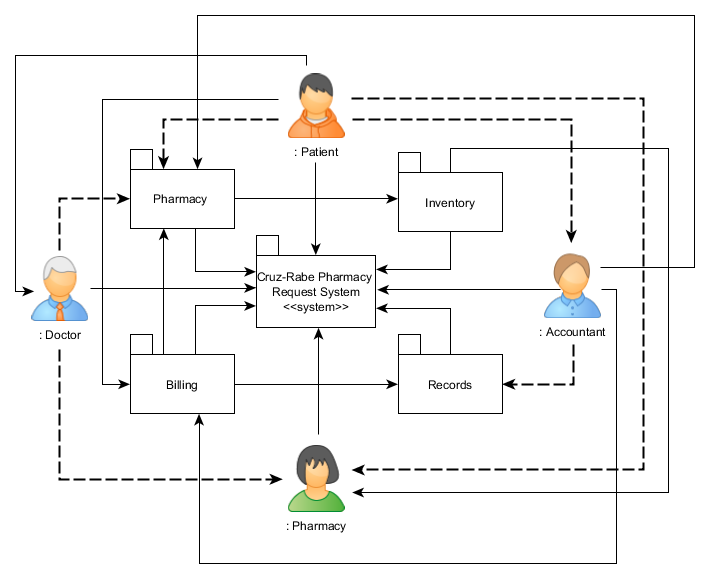 : Patient
Pharmacy
Inventory
Cruz-Rabe Pharmacy
Request System
<<system>>
: Doctor
: Accountant
Billing
Records
: Pharmacy